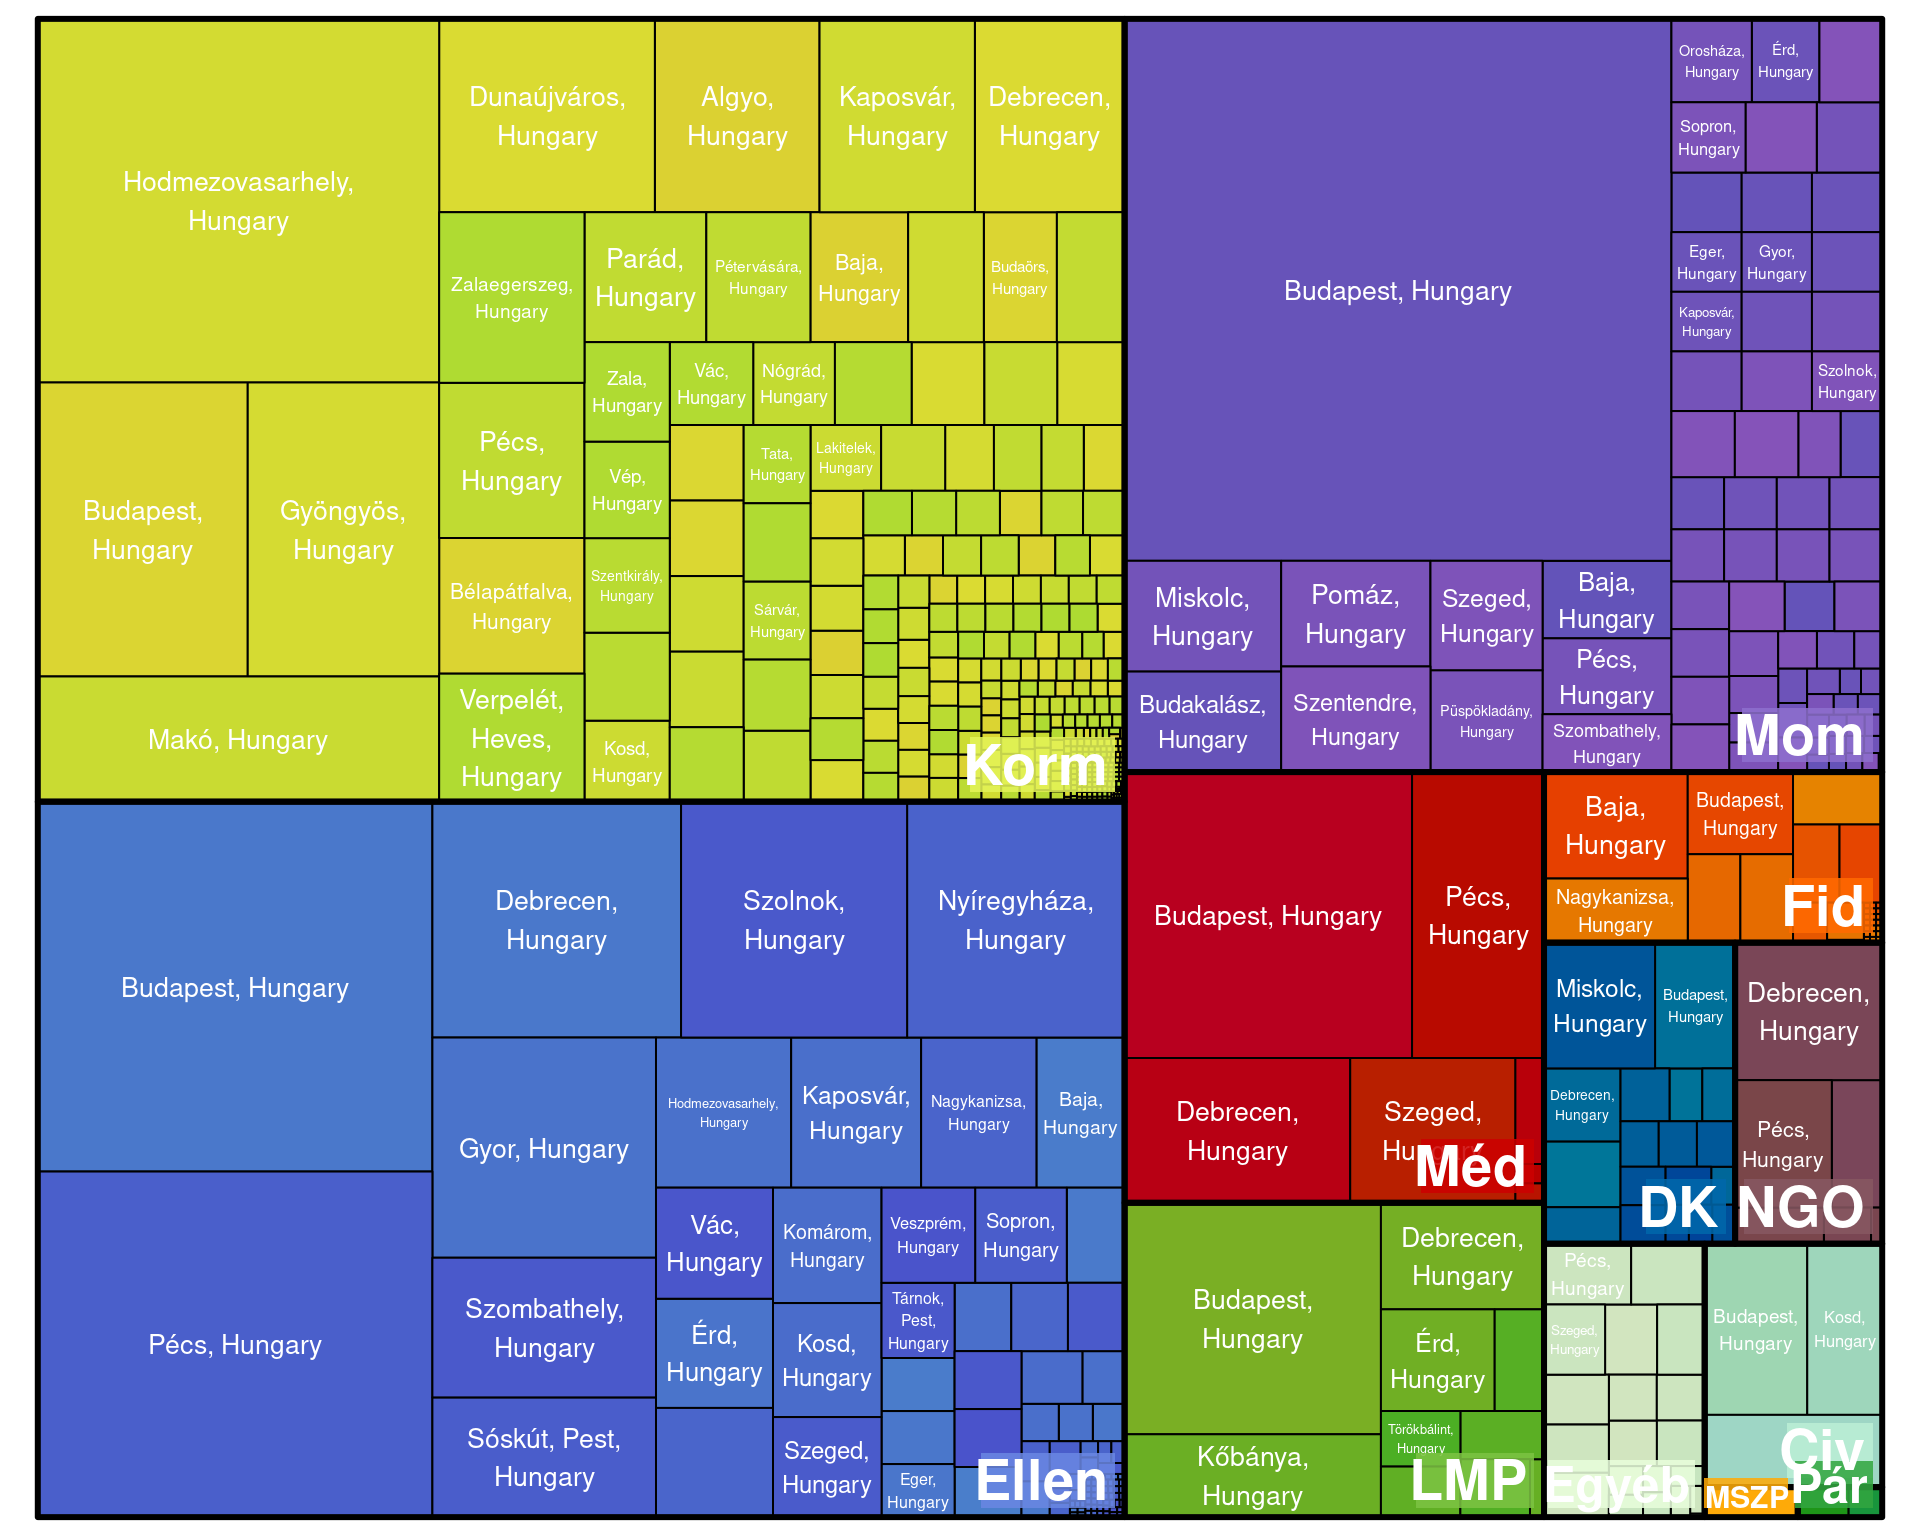 Hodmezovasarhely,
Hungary
Dunaújváros,
Hungary
Algyo,
Hungary
Kaposvár,
Hungary
Debrecen,
Hungary
Zalaegerszeg,
Hungary
Parád,
Hungary
Pétervására,
Hungary
Baja,
Hungary
Budaörs,
Hungary
Zala,
Hungary
Vác,
Hungary
Nógrád,
Hungary
Budapest,
Hungary
Gyöngyös,
Hungary
Pécs,
Hungary
Vép,
Hungary
Tata,
Hungary
Lakitelek,
Hungary
Bélapátfalva,
Hungary
Szentkirály,
Hungary
Sárvár,
Hungary
Makó, Hungary
Verpelét,
Heves,
Hungary
Kosd,
Hungary
Korm
Budapest, Hungary
Orosháza,
Hungary
Érd,
Hungary
Sopron,
Hungary
Eger,
Hungary
Gyor,
Hungary
Kaposvár,
Hungary
Szolnok,
Hungary
Miskolc,
Hungary
Pomáz,
Hungary
Szeged,
Hungary
Baja,
Hungary
Budakalász,
Hungary
Szentendre,
Hungary
Püspökladány,
Hungary
Pécs,
Hungary
Szombathely,
Hungary
Mom
Budapest, Hungary
Debrecen,
Hungary
Szolnok,
Hungary
Nyíregyháza,
Hungary
Gyor, Hungary
Hodmezovasarhely,
Hungary
Kaposvár,
Hungary
Nagykanizsa,
Hungary
Baja,
Hungary
Pécs, Hungary
Szombathely,
Hungary
Sóskút, Pest,
Hungary
Vác,
Hungary
Komárom,
Hungary
Veszprém,
Hungary
Sopron,
Hungary
Érd,
Hungary
Kosd,
Hungary
Tárnok,
Pest,
Hungary
Szeged,
Hungary
Eger,
Hungary
Ellen
Budapest, Hungary
Pécs,
Hungary
Debrecen,
Hungary
Szeged,
Hungary
Méd
Baja,
Hungary
Budapest,
Hungary
Nagykanizsa,
Hungary
Fid
Miskolc,
Hungary
Budapest,
Hungary
Debrecen,
Hungary
DK
Debrecen,
Hungary
Pécs,
Hungary
NGO
Budapest,
Hungary
Debrecen,
Hungary
Érd,
Hungary
Törökbálint,
Hungary
Kőbánya,
Hungary
LMP
Pécs,
Hungary
Szeged,
Hungary
Egyéb
Budapest,
Hungary
Kosd,
Hungary
Civ
MSZP
Pár